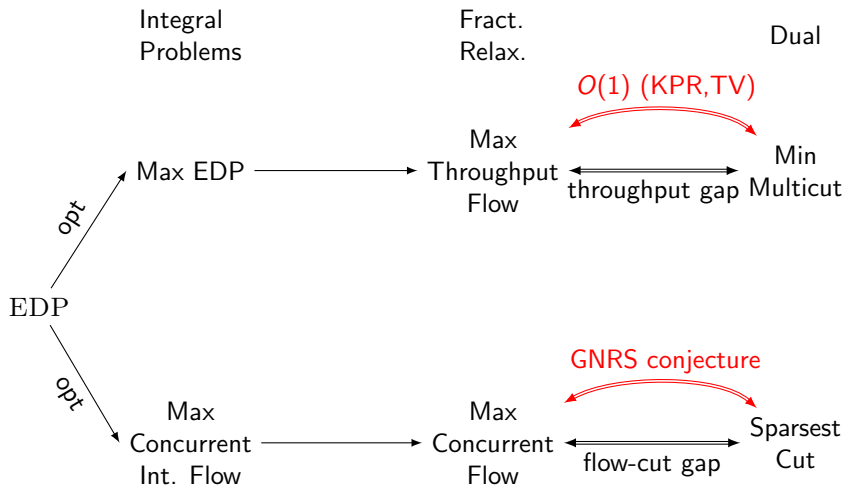 Integral
Problems
Fract.
Relax.
Dual
O(1) (KPR,TV)
opt
Max EDP
Max
Throughput
Flow
throughput gap
Min
Multicut
EDP
opt
GNRS conjecture
Max
Concurrent
Int. Flow
Max
Concurrent
Flow
flow-cut gap
Sparsest
Cut